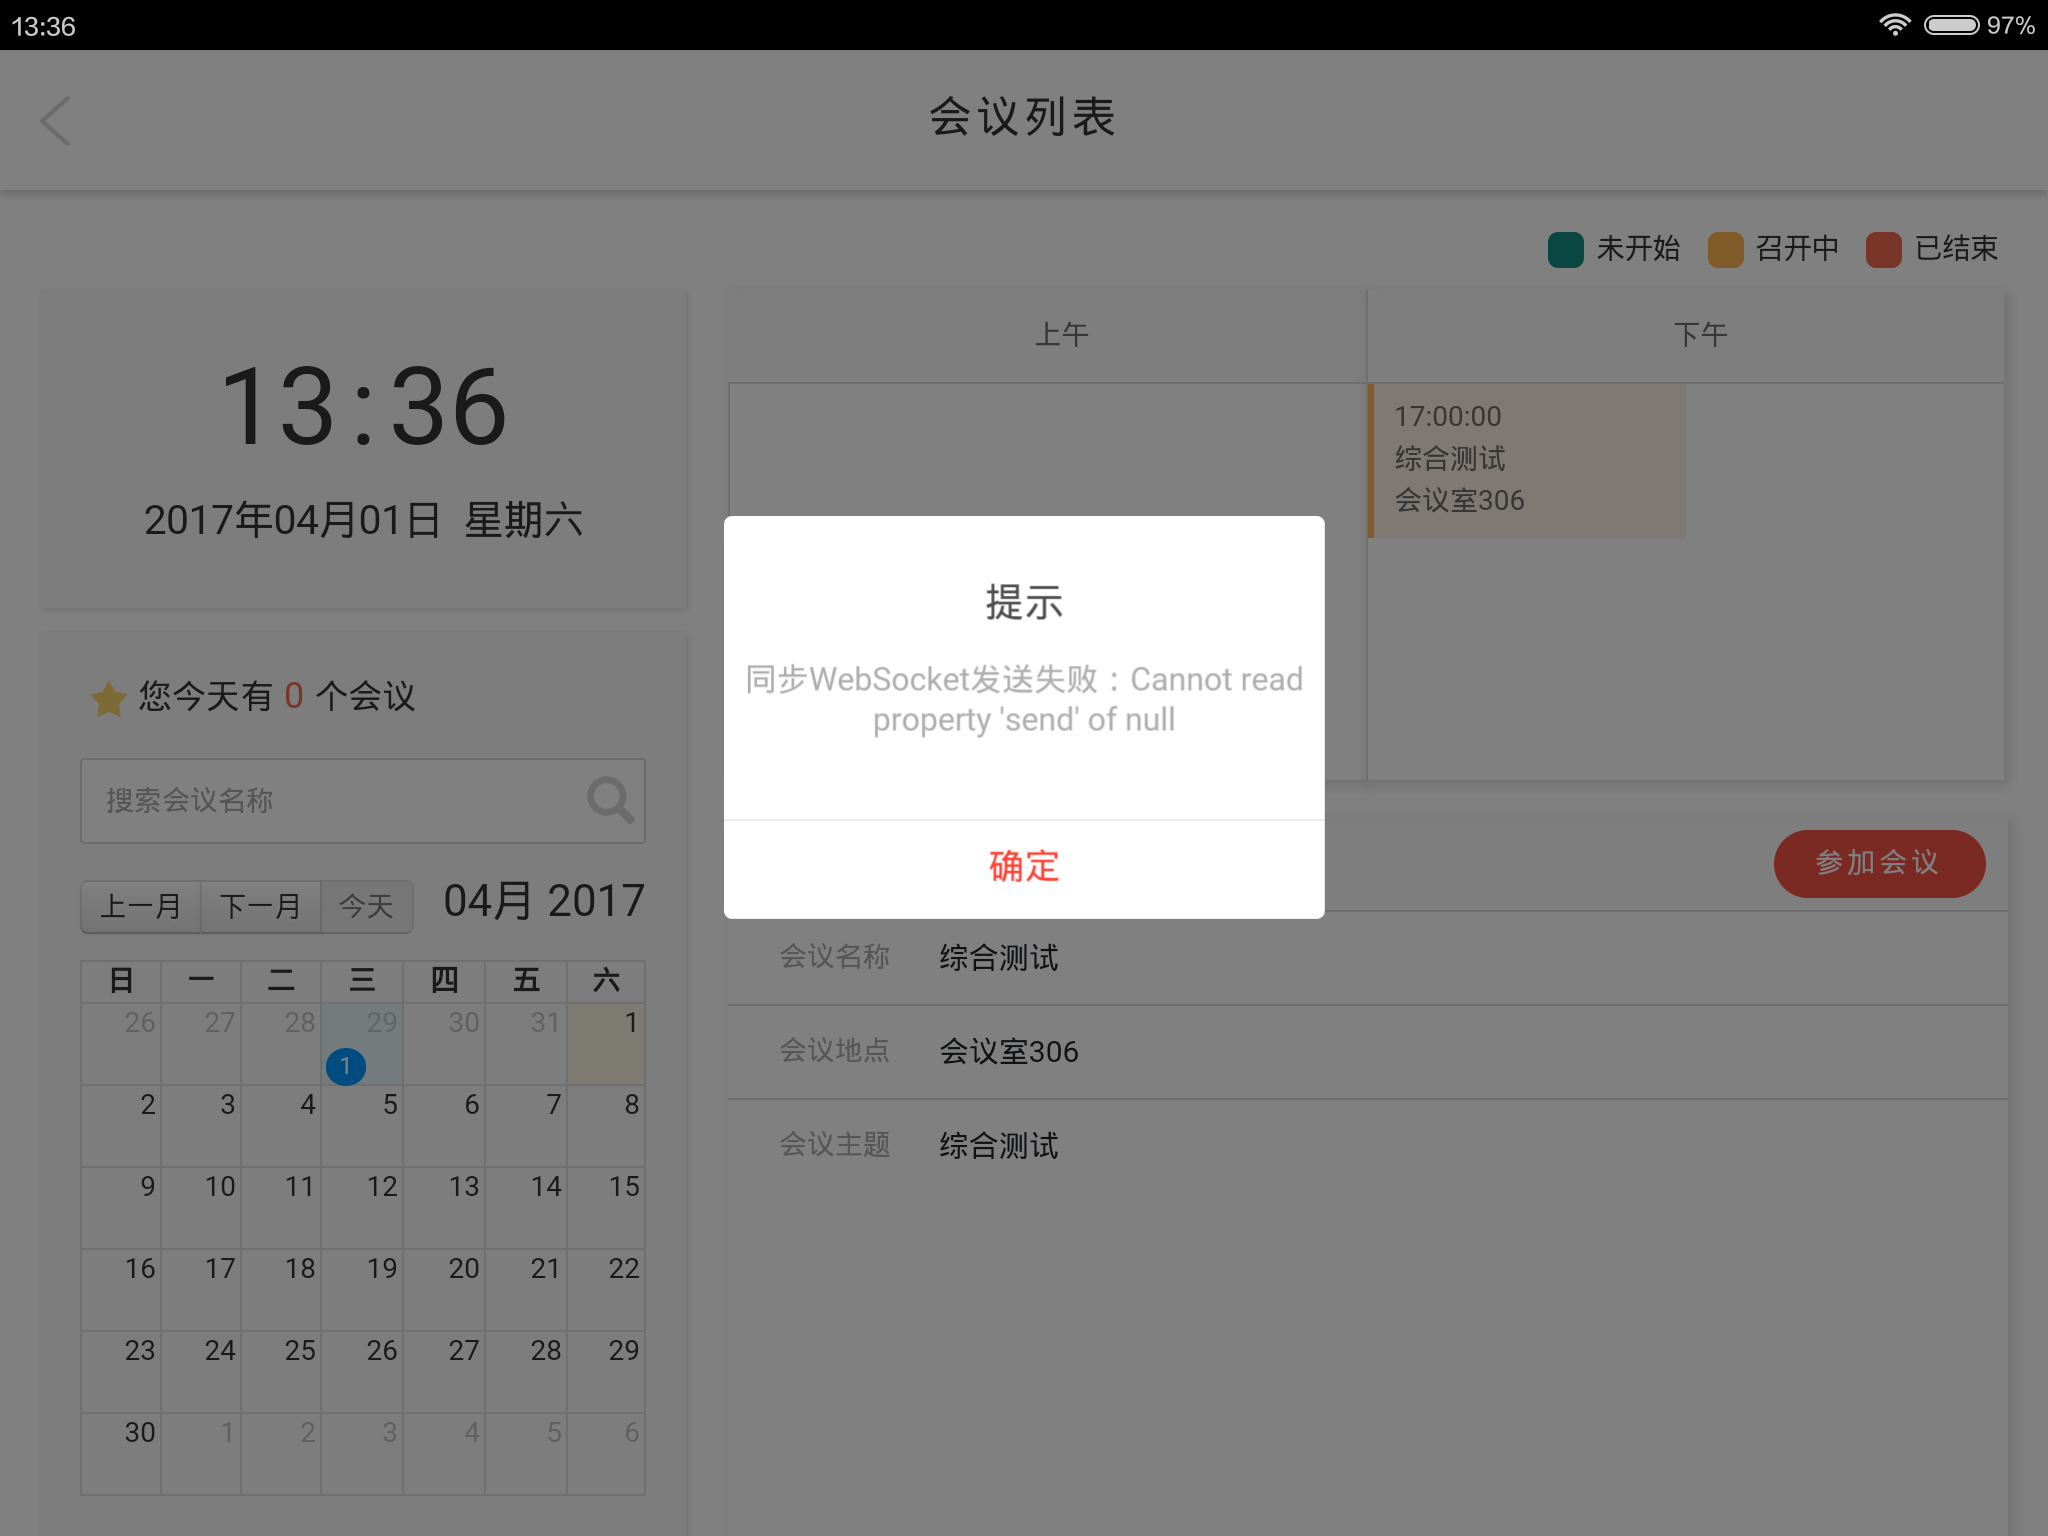 13:36
97%
会议列表
未开始 召开中 已结束
13:36
2017年04月01日 星期六
上午 下午
17:00:00
综合测试
会议室306
提示
同步WebSocket发送失败：Cannot read
property 'send' of null
确定
您今天有 0 个会议
搜索会议名称
上一月 下一月 今天 04月 2017
日 一 二 三 四 五 六
26 27 28 29 30 31 1
1
2 3 4 5 6 7 8
9 10 11 12 13 14 15
16 17 18 19 20 21 22
23 24 25 26 27 28 29
30 1 2 3 4 5 6
参加会议
会议名称 综合测试
会议地点 会议室306
会议主题 综合测试